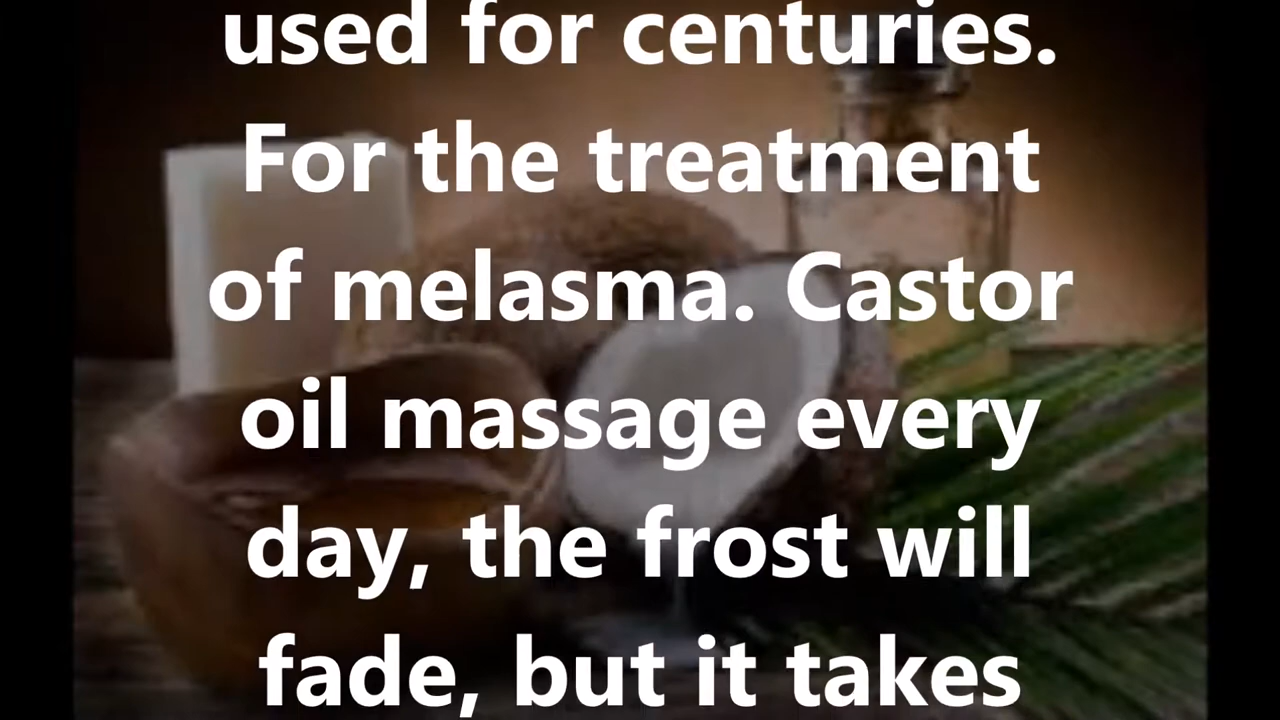 used for centuries.
For the treatment
of melasma. Castor
oil massage every
day, the frost will
fade, but it takes